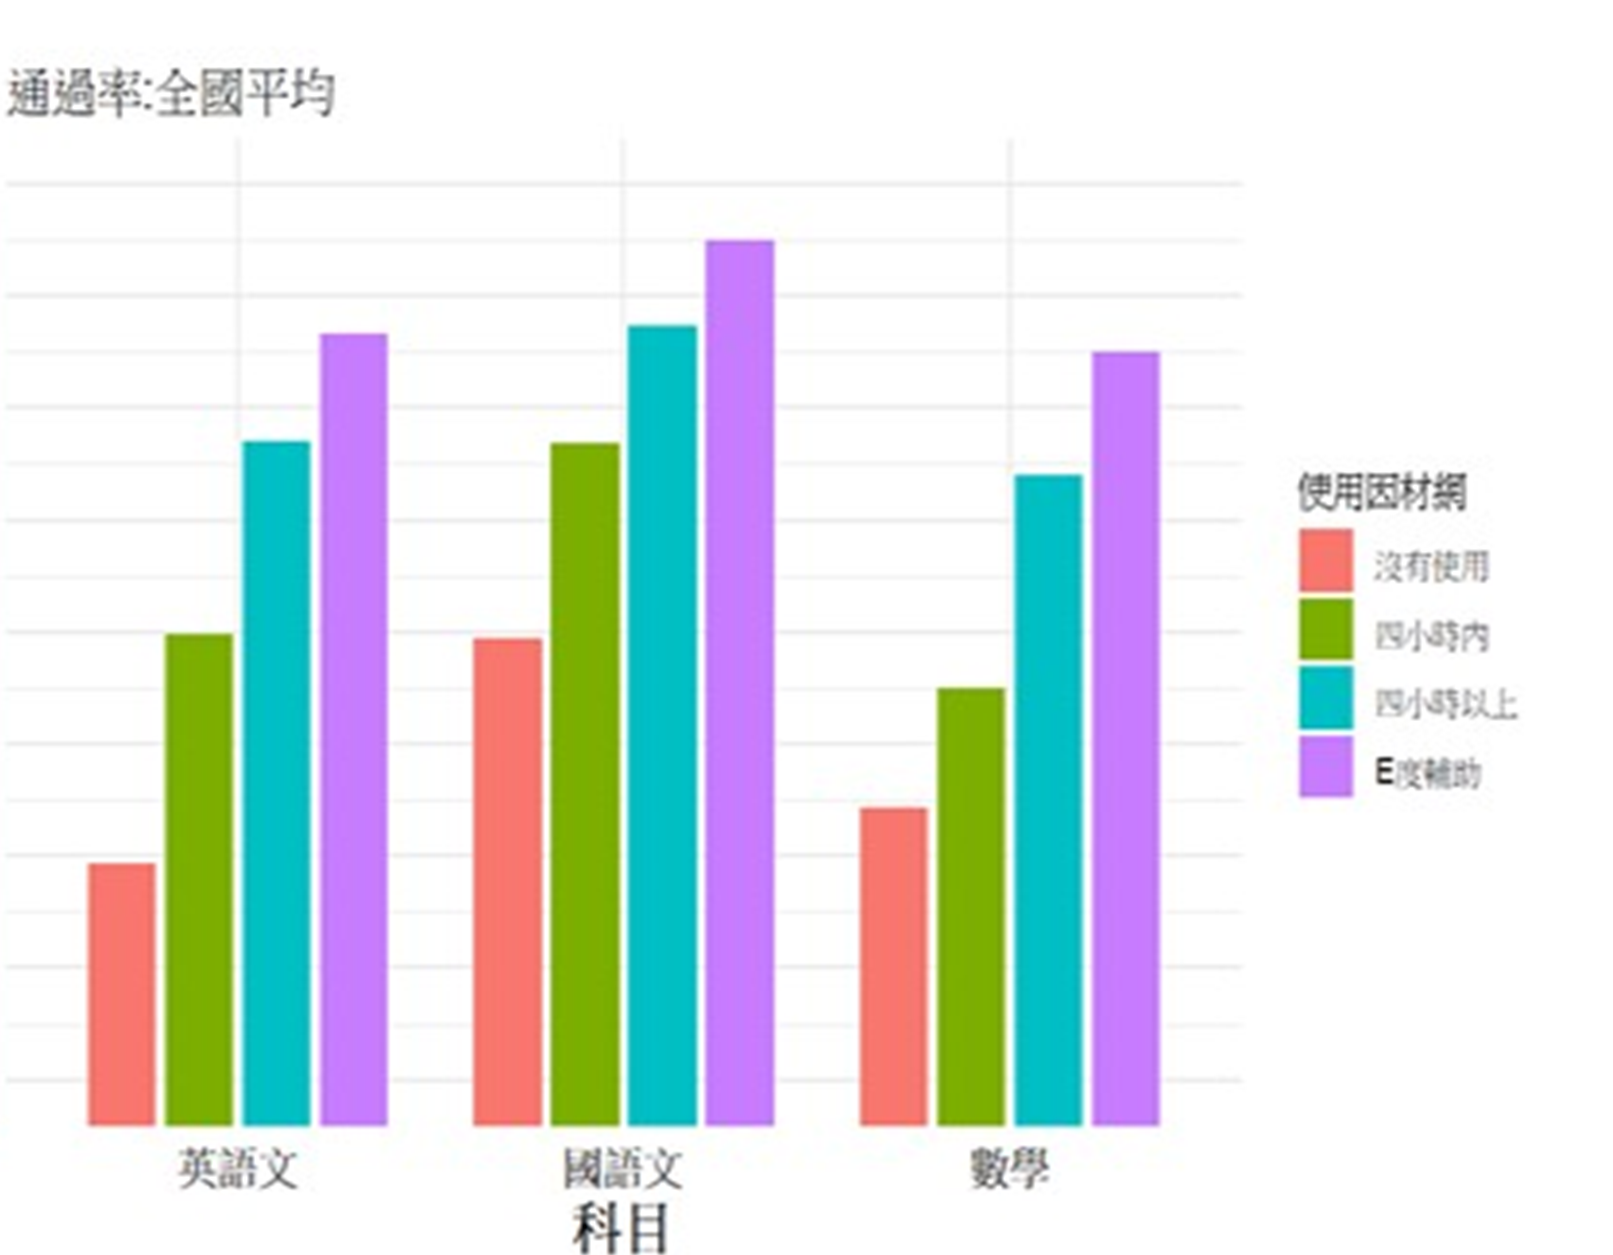 通過率:全國平均
使用因材網
沒有使用
四小時內
四小時以上
E度輔助
英語文
國語文
數學
科目